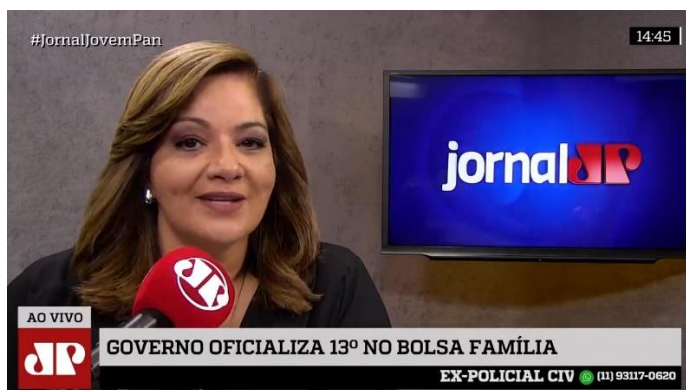 #JornalJovemPan
14:45
jornal JP
JP
AO VIVO
JP
GOVERNO OFICIALIZA 13º NO BOLSA FAMÍLIA
EX-POLICIAL CIV
(11) 93117-0620